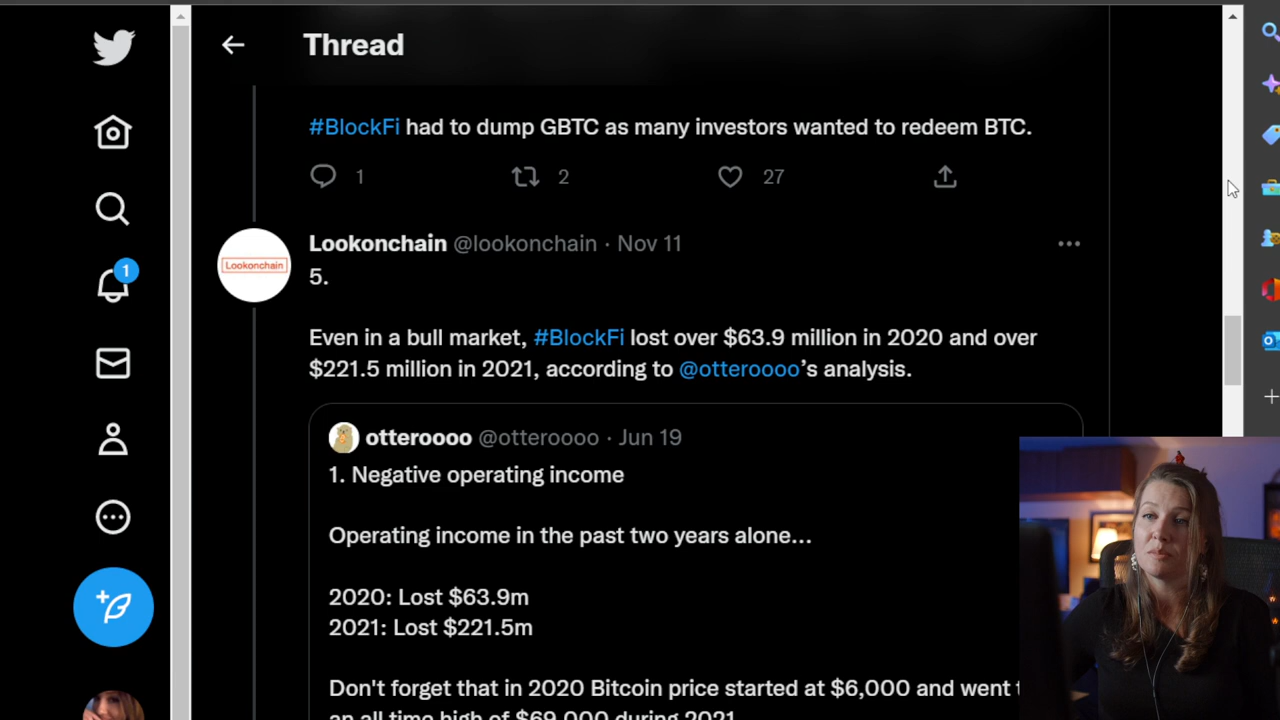 Thread
#BlockFi had to dump GBTC as many investors wanted to redeem BTC.
1 2 27
Lookonchain @lookonchain · Nov 11
Lookonchain
5.
1
Even in a bull market, #BlockFi lost over $63.9 million in 2020 and over
$221.5 million in 2021, according to @otteroooo's analysis.
otteroooo @otteroooo · Jun 19
1. Negative operating income
Operating income in the past two years alone...
2020: Lost $63.9m
2021: Lost $221.5m
Don't forget that in 2020 Bitcoin price started at $6,000 and went
an all time high of $69,000 during 2021